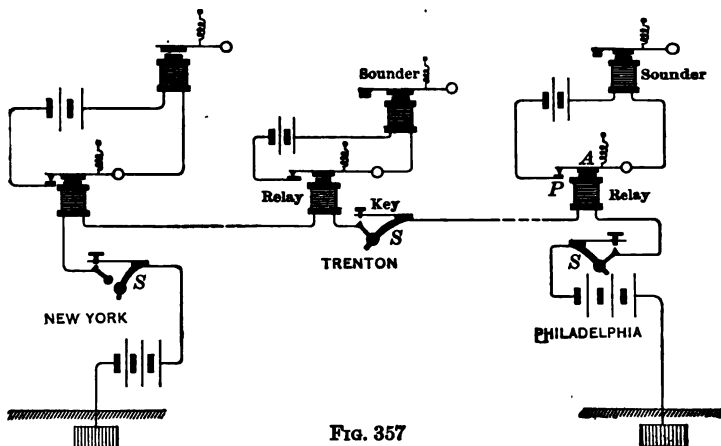 Sounder
Sounder
A
P
Relay
Relay
Key
S
TRENTON
S
S
NEW YORK
PHILADELPHIA
FIG. 357